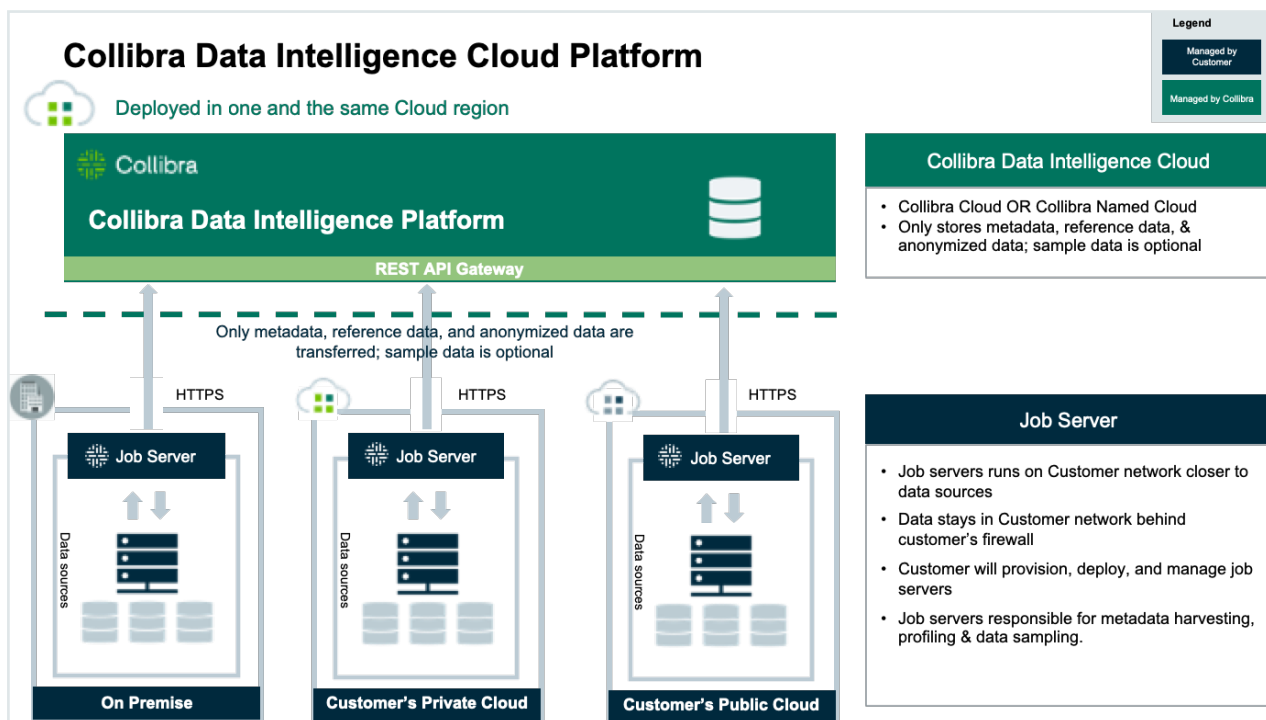 Legend
Managed by
Customer
Managed by Collibra
Collibra Data Intelligence Cloud Platform
Deployed in one and the same Cloud region
Collibra
Collibra Data Intelligence Platform
REST API Gateway
Collibra Data Intelligence Cloud
• Collibra Cloud OR Collibra Named Cloud
• Only stores metadata, reference data, &
anonymized data; sample data is optional
Only metadata, reference data, and anonymized data are
transferred; sample data is optional
HTTPS
HTTPS
HTTPS
Job Server
Job Server
Job Server
Data sources
Data sources
Data sources
On Premise
Customer's Private Cloud
Customer's Public Cloud
Job Server
• Job servers runs on Customer network closer to
data sources
• Data stays in Customer network behind
customer's firewall
• Customer will provision, deploy, and manage job
servers
• Job servers responsible for metadata harvesting,
profiling & data sampling.